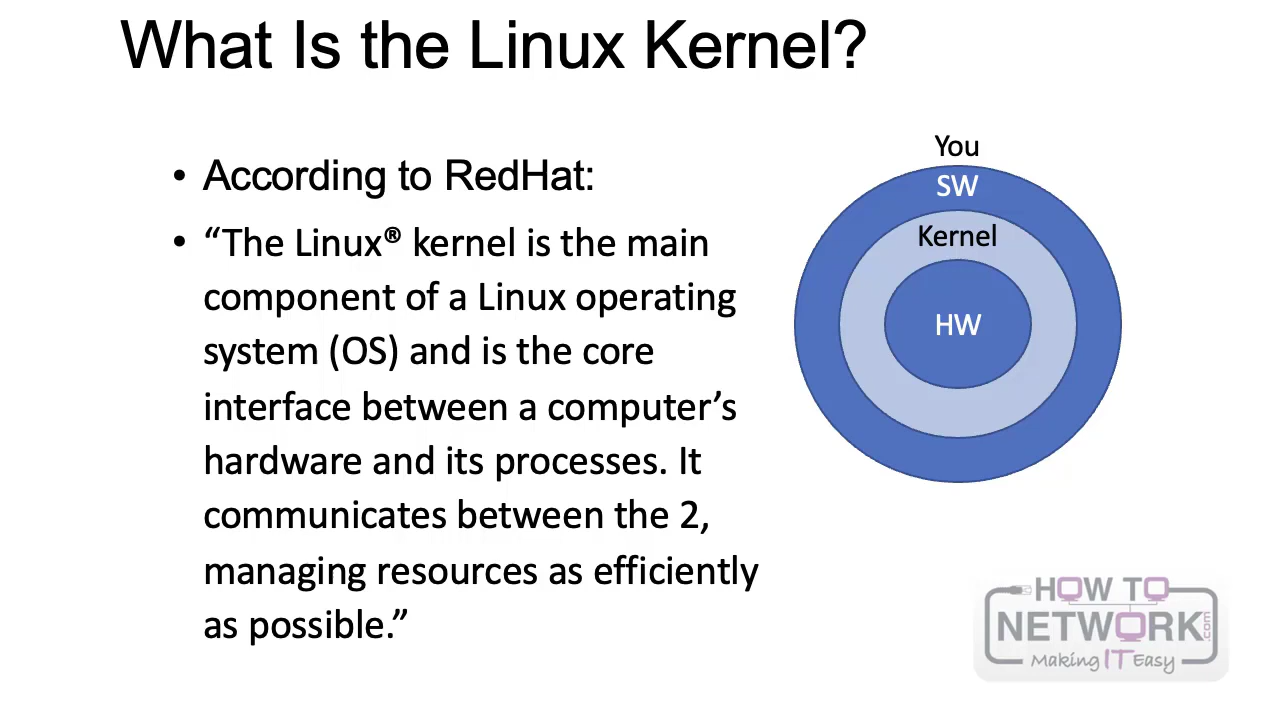 What Is the Linux Kernel?
• According to RedHat:
• “The Linux® kernel is the main
component of a Linux operating
system (OS) and is the core
interface between a computer’s
hardware and its processes. It
communicates between the 2,
managing resources as efficiently
as possible.”
You
SW
Kernel
HW
HOW TO
NETWORK.com
Making IT Easy